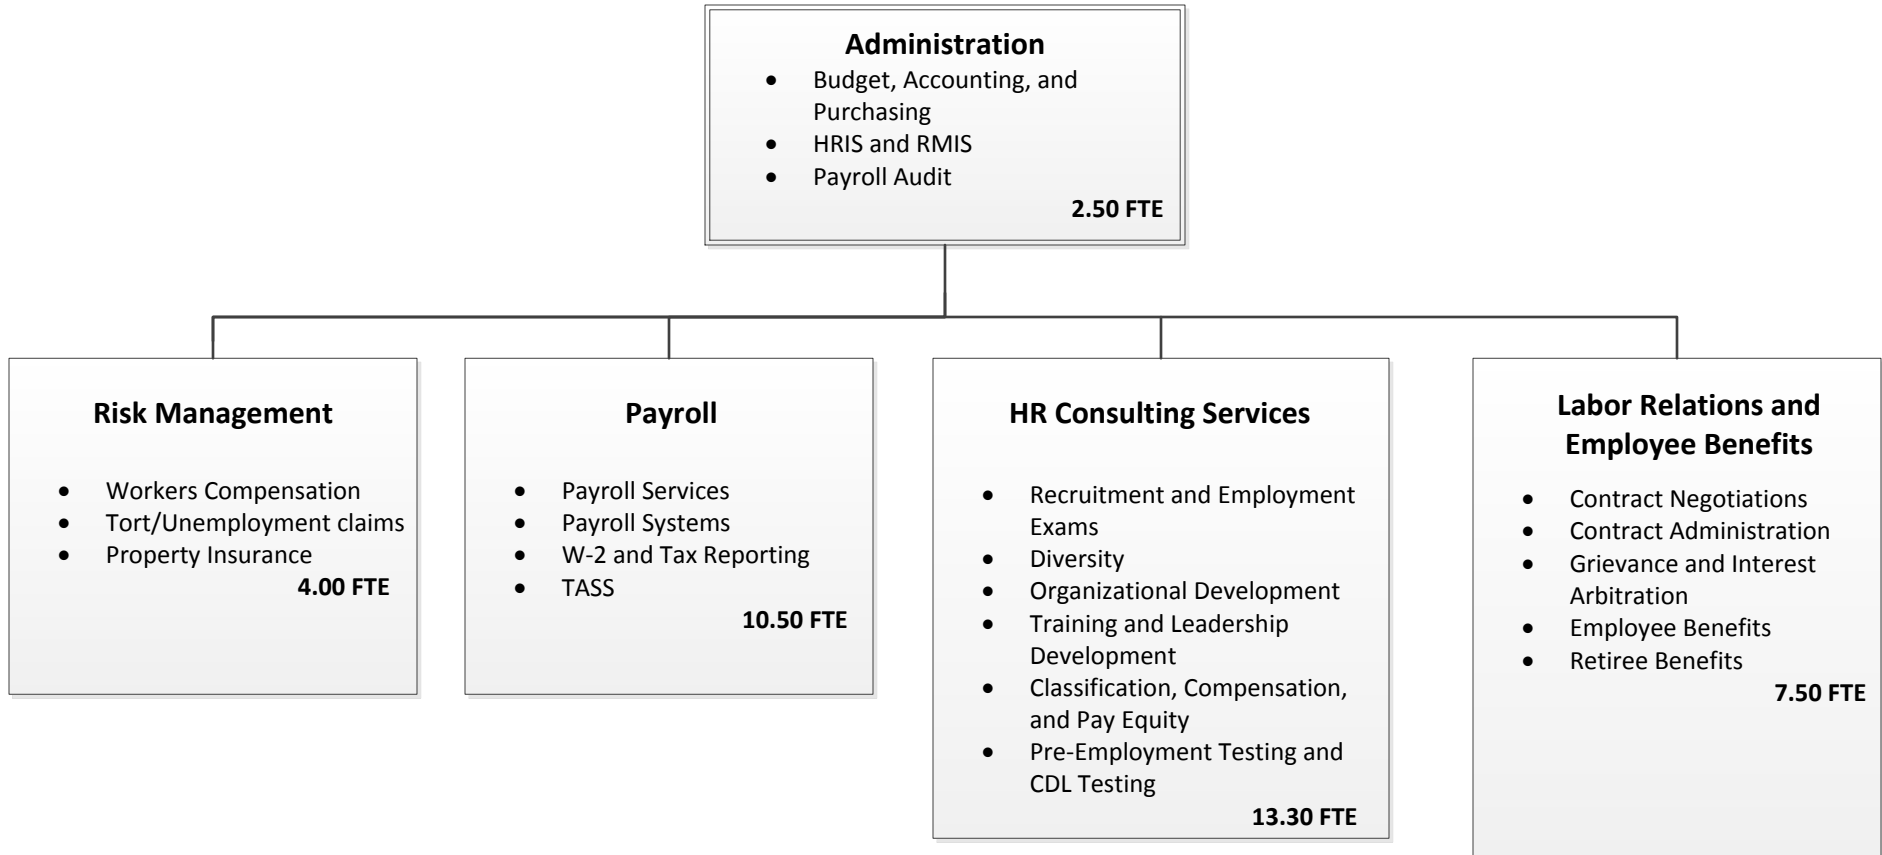 Administration
• Budget, Accounting, and
Purchasing
• HRIS and RMIS
• Payroll Audit
2.50 FTE
Risk Management
• Workers Compensation
• Tort/Unemployment claims
• Property Insurance
4.00 FTE
Payroll
• Payroll Services
• Payroll Systems
• W-2 and Tax Reporting
• TASS
10.50 FTE
HR Consulting Services
• Recruitment and Employment
Exams
• Diversity
• Organizational Development
• Training and Leadership
Development
• Classification, Compensation,
and Pay Equity
• Pre-Employment Testing and
CDL Testing
13.30 FTE
Labor Relations and
Employee Benefits
• Contract Negotiations
• Contract Administration
• Grievance and Interest
Arbitration
• Employee Benefits
• Retiree Benefits
7.50 FTE